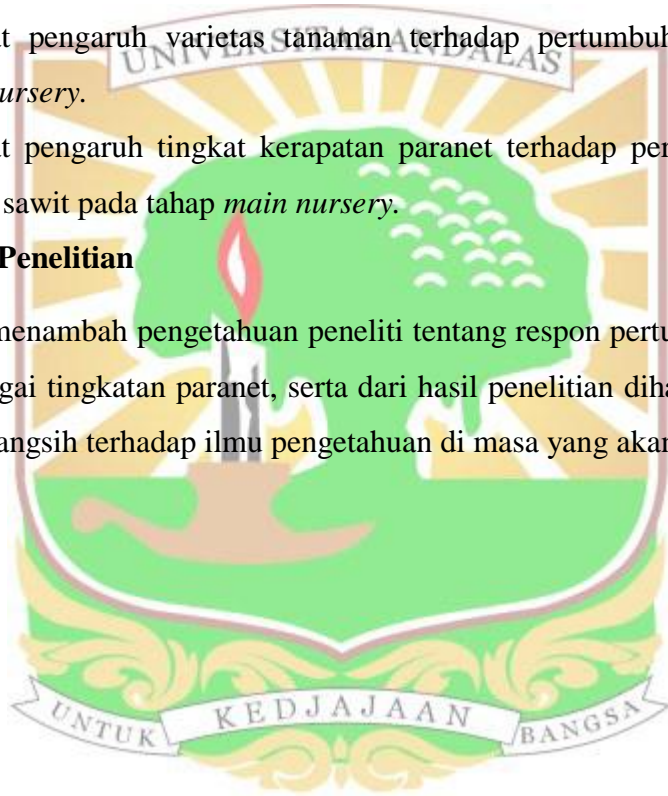 t pengaruh varietas tanaman terhadap pertumbuh
ursery.
t pengaruh tingkat kerapatan paranet terhadap per
sawit pada tahap main nursery.
Penelitian
menambah pengetahuan peneliti tentang respon pertu
gai tingkatan paranet, serta dari hasil penelitian diha
angsih terhadap ilmu pengetahuan di masa yang akan
UNIVERSITAS ANDALAS
UNTUK KEDJAJAAN BANGSA